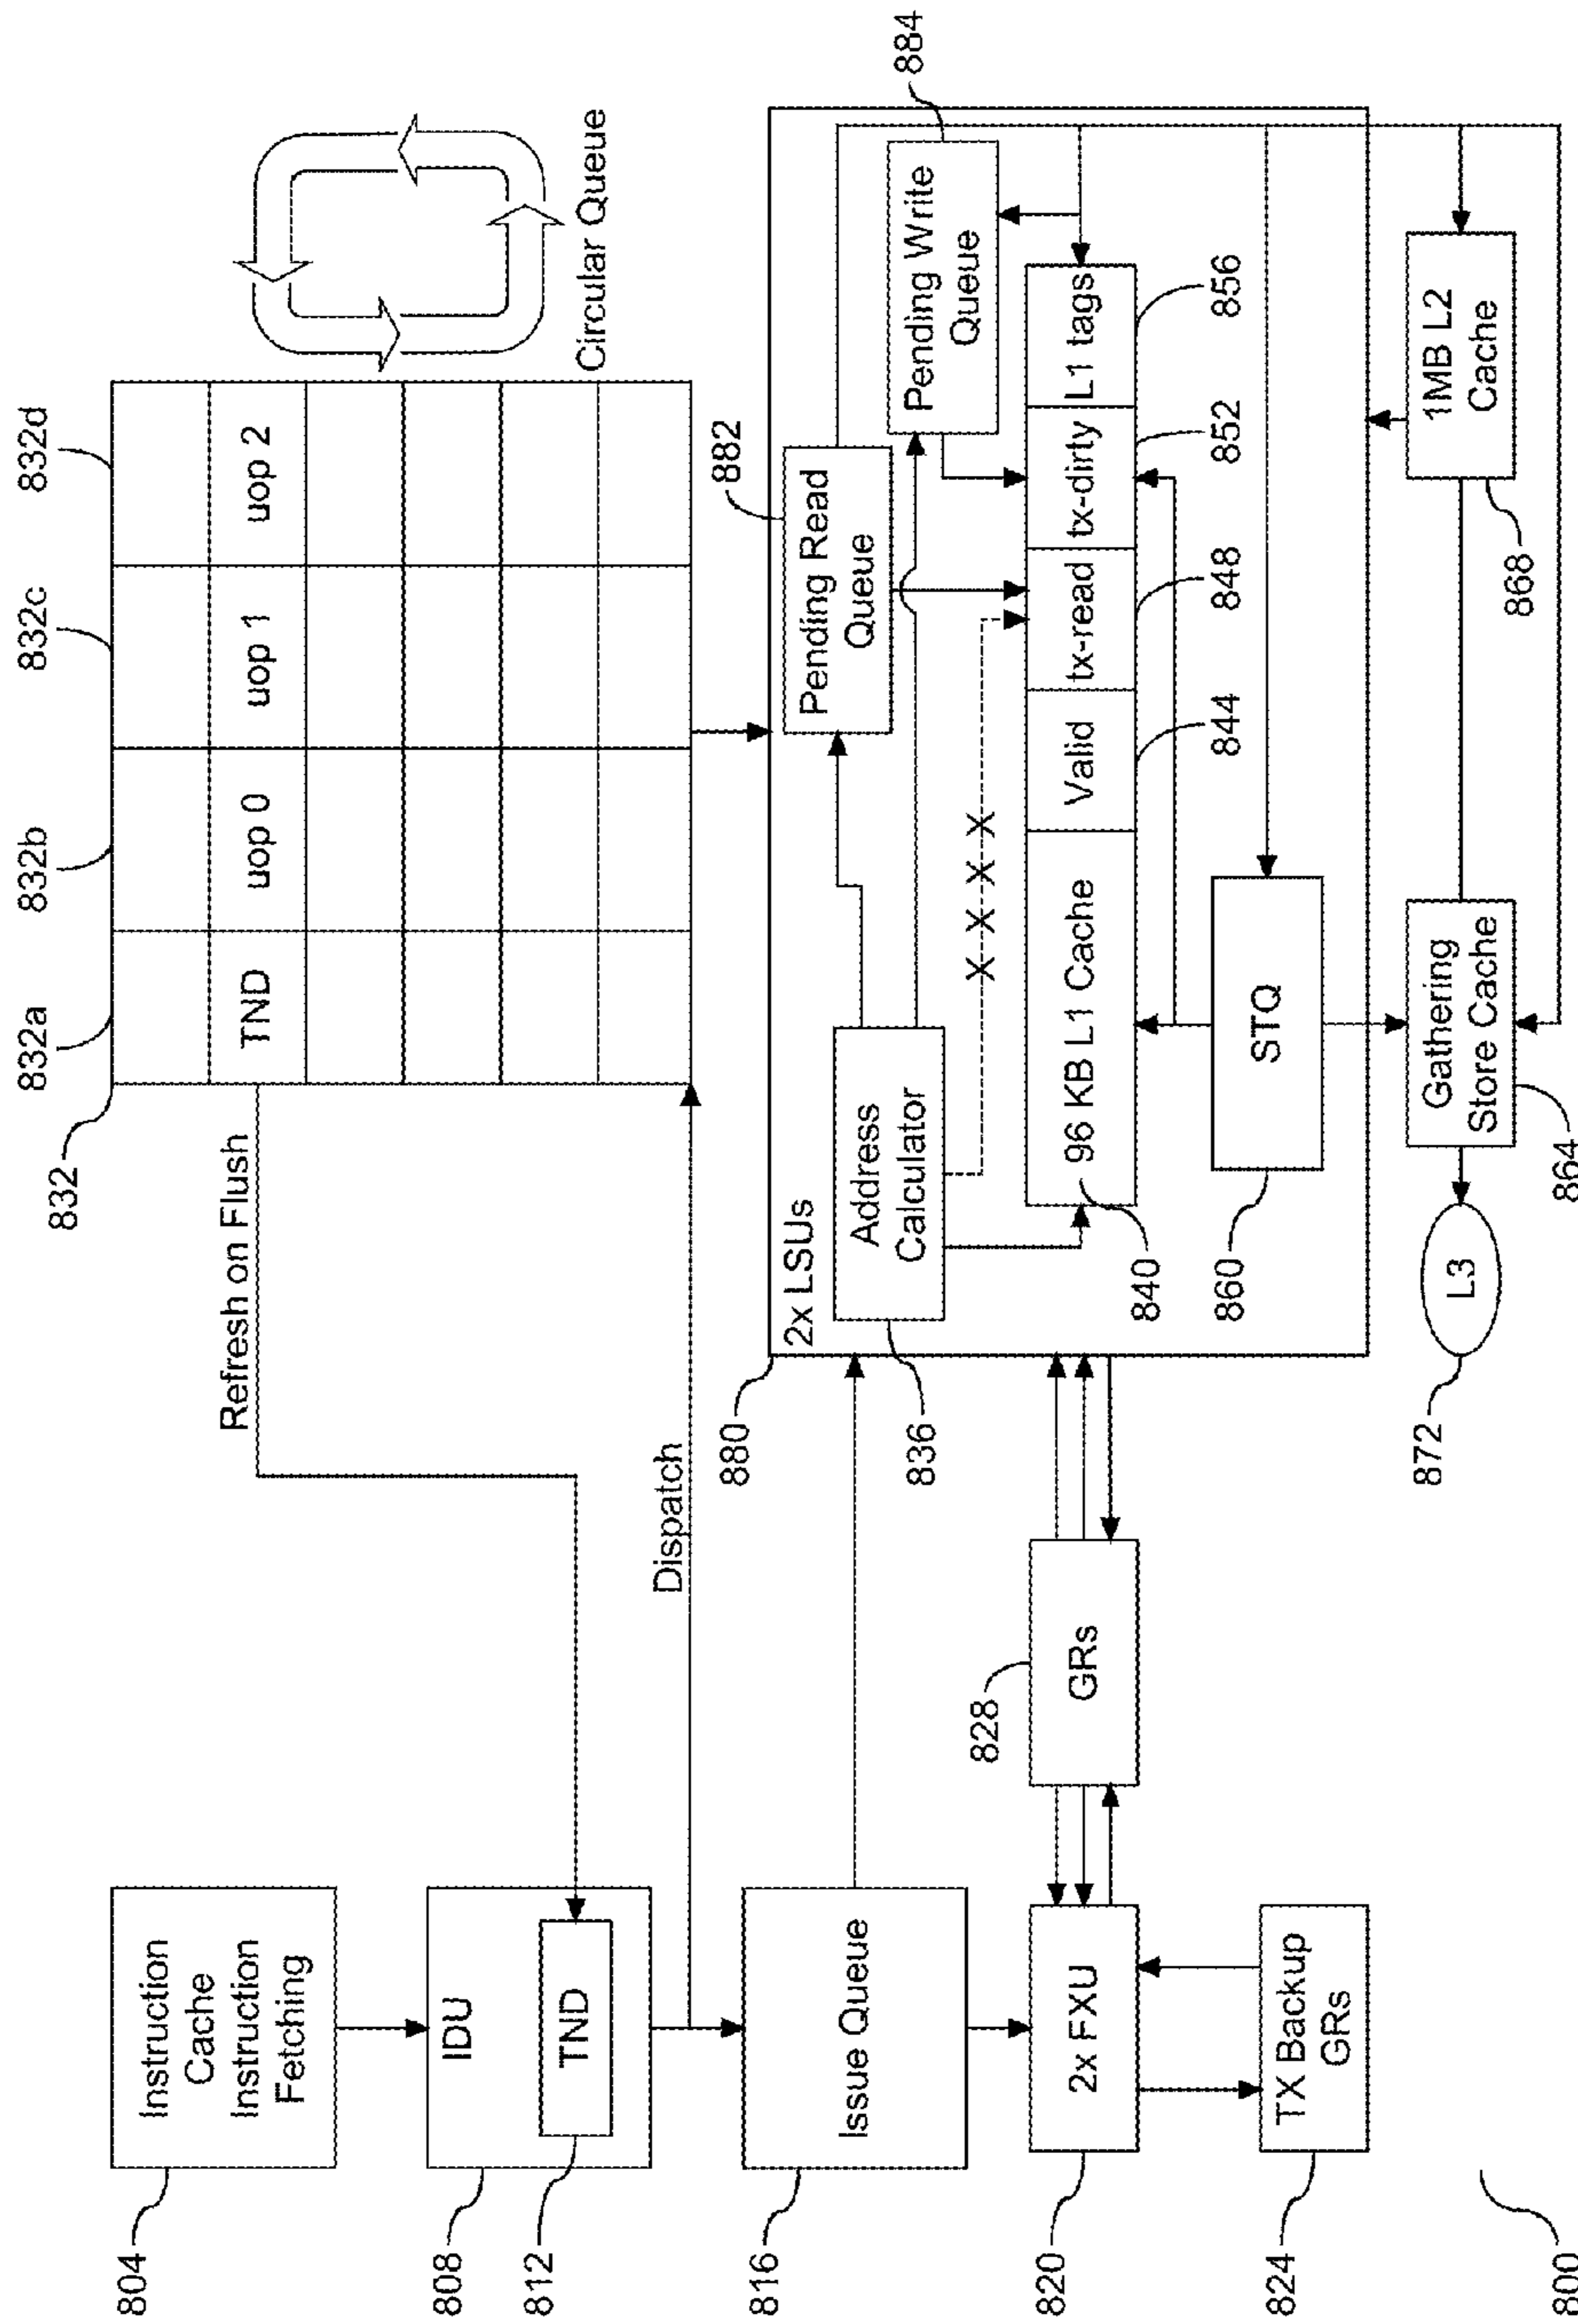 804
Instruction
Cache
Instruction
Fetching
808
IDU
812
TND
816
Issue Queue
820
2x FXU
824
TX Backup
GRs
800
828
GRs
Refresh on Flush
Dispatch
832
832a
832b
832c
832d
TND
uop 0
uop 1
uop 2
Circular Queue
880
2x LSUs
836
Address
Calculator
882
Pending Read
Queue
884
Pending Write
Queue
X X X X
840
96 KB L1 Cache
Valid
tx-read
tx-dirty
L1 tags
844
848
852
856
860
STQ
864
Gathering
Store Cache
868
1MB L2
Cache
872
L3